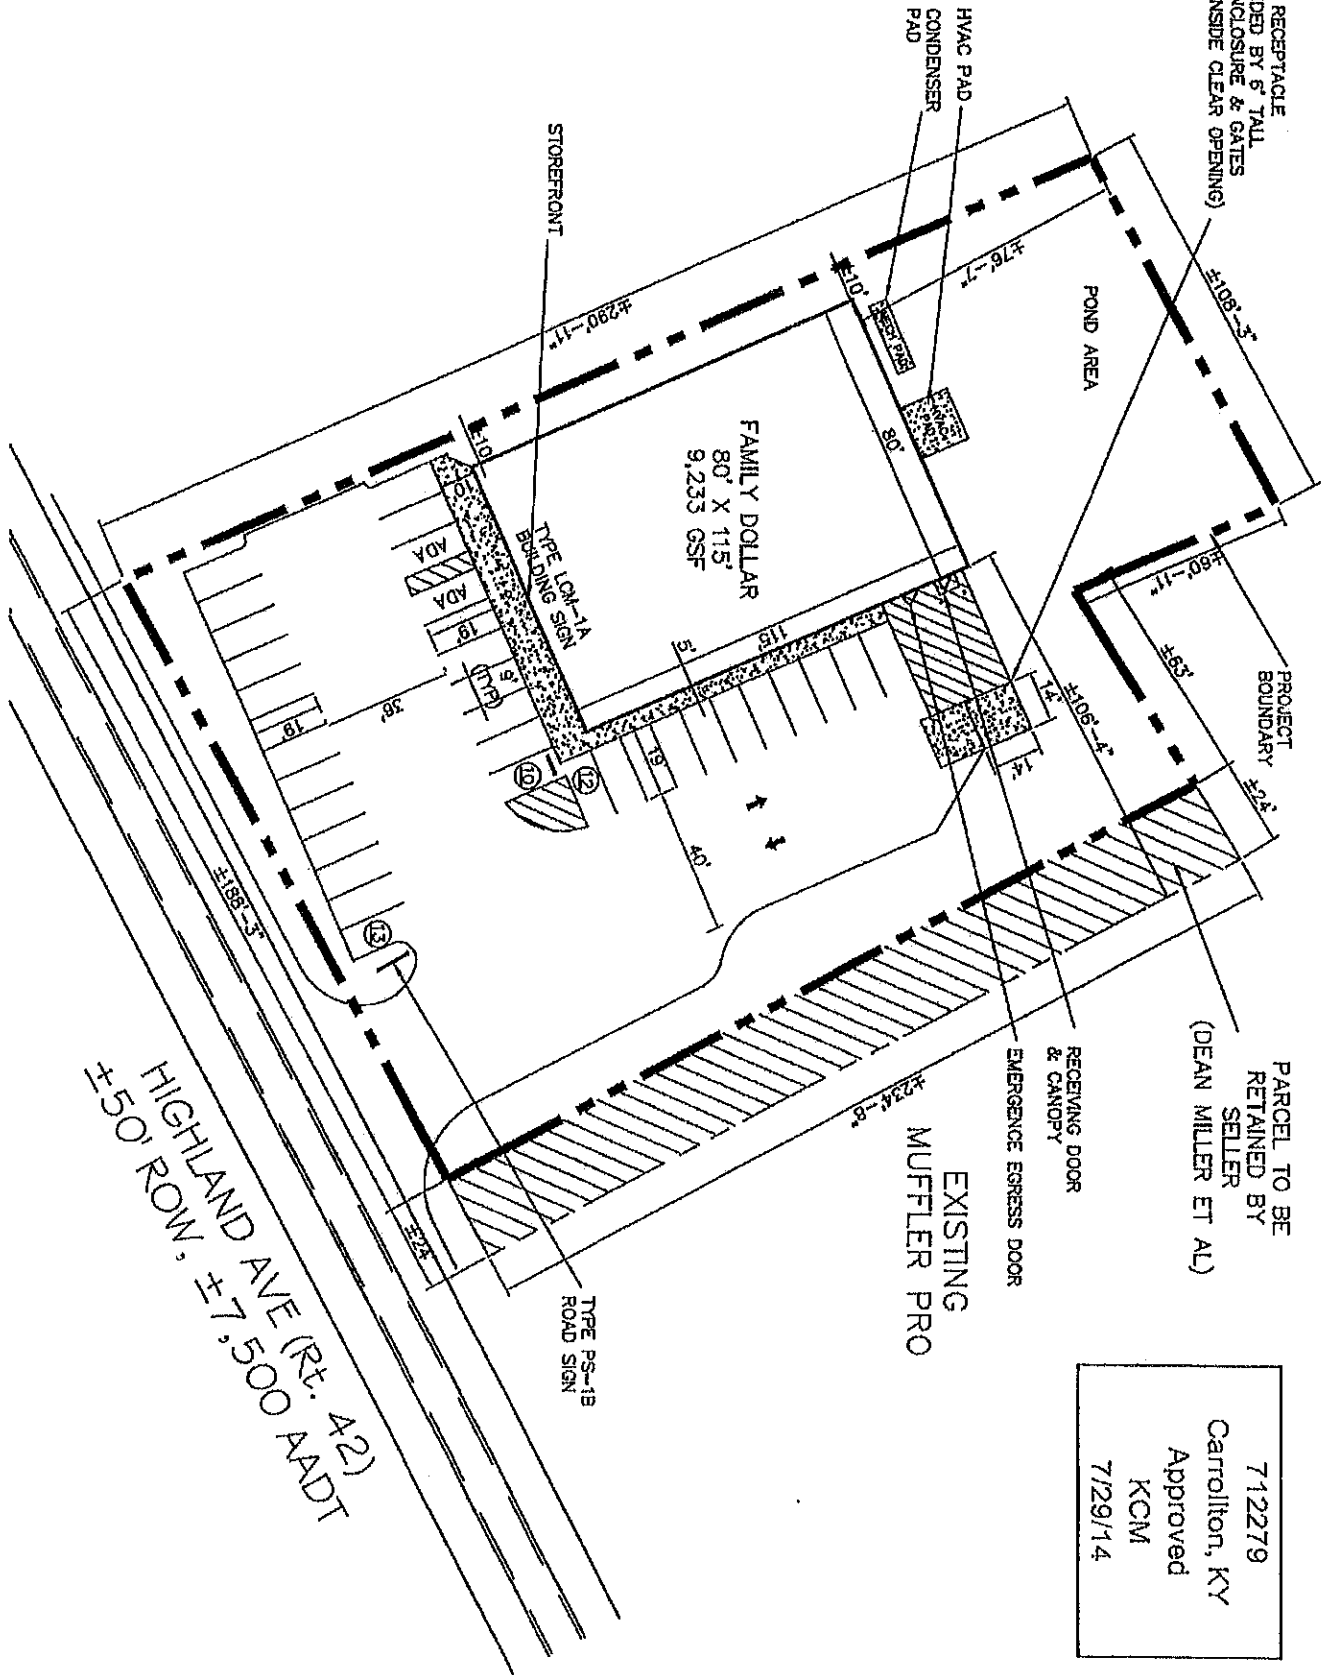 RECEPTACLE
DED BY 6' TALL
NCLOSURE & GATES
NSIDE CLEAR OPENING)
HVAC PAD
CONDENSER
PAD
STOREFRONT
±108'-3"
±76'-7"
POND AREA
±10'
MECH PAD
HVAC
PAD
80'
±290'-11"
FAMILY DOLLAR
80' X 115'
9,233 GSF
±60'-11"
±63'
PROJECT
BOUNDARY
±24'
±106'-4"
14'
14'
115'
5'
±10'
10'
TYPE LCM-1A
BUILDING SIGN
ADA
ADA
19'
9'
(TYP)
36'
19'
10
12
19'
40'
13
±188'-3"
PARCEL TO BE
RETAINED BY
SELLER
(DEAN MILLER ET AL)
RECEIVING DOOR
& CANOPY
EMERGENCE EGRESS DOOR
±234'-8"
EXISTING
MUFFLER PRO
±24'
TYPE PS-1B
ROAD SIGN
HIGHLAND AVE (Rt. 42)
±50' ROW, ±7,500 AADT
712279
Carrollton, KY
Approved
KCM
7/29/14